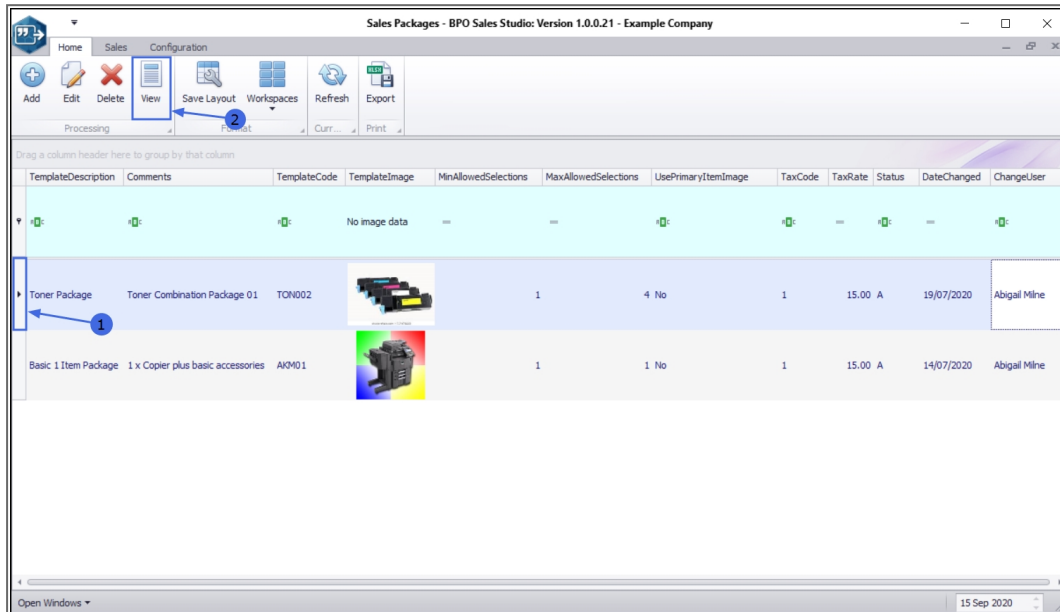 Sales Packages - BPO Sales Studio: Version 1.0.0.21 - Example Company
Home Sales Configuration
Add Edit Delete View Save Layout Workspaces Refresh Export
2
Processing Format Curr... Print
Drag a column header here to group by that column
TemplateDescription Comments TemplateCode TemplateImage MinAllowedSelections MaxAllowedSelections UsePrimaryItemImage TaxCode TaxRate Status DateChanged ChangeUser
No image data
Toner Package Toner Combination Package 01 TON002 1 4 No 1 15.00 A 19/07/2020 Abigail Milne
1
Basic 1 Item Package 1 x Copier plus basic accessories AKM01 1 1 No 1 15.00 A 14/07/2020 Abigail Milne
Open Windows 15 Sep 2020